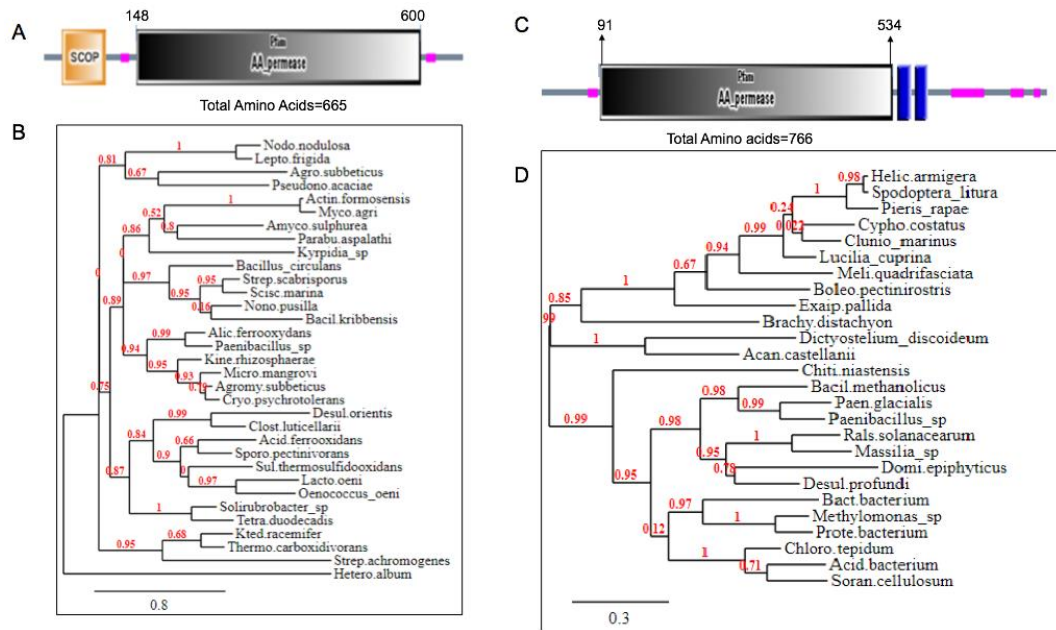 A
148
600
SCOP
Pfam
AA_permease
Total Amino Acids=665
B
1
Nodo.nodulosa
0.81
Lepto.frigida
0.67
Agro.subbeticus
Pseudono.acaciae
1
Actin.formosensis
0.52
Myco.agri
0.86
0.8
Amyco.sulphurea
Parabu.aspalathi
0
Kyrpidia_sp
0
0.97
Bacillus_circulans
0.95
Strep.scabrisporus
0.95
Scisc.marina
0.89
0.16
Nono.pusilla
Bacil.kribbensis
0.99
Alic.ferrooxydans
0.94
Paenibacillus_sp
0.95
Kine.rhizosphaerae
0.93
Micro.mangrovi
0.75
Agromy.subbeticus
Cryo.psychrotolerans
0.99
Desul.orientis
0.84
Clost.luticellarii
0.66
Acid.ferrooxidans
0.9
Sporo.pectinivorans
0.87
0
Sul.thermosulfidooxidans
0.97
Lacto.oeni
Oenococcus_oeni
1
Solirubrobacter_sp
Tetra.duodecadis
0.68
Kted.racemifer
0.95
Thermo.carboxidivorans
Strep.achromogenes
Hetero.album
0.8
C
91
534
Pfam
AA_permease
Total Amino acids=766
D
0.98
Helic.armigera
1
Spodoptera_litura
0.24
Pieris_rapae
0.99
0.022
Cypho.costatus
Clunio_marinus
0.94
Lucilia_cuprina
0.67
Meli.quadrifasciata
1
Boleo.pectinirostris
0.85
Exaip.pallida
Brachy.distachyon
1
Dictyostelium_discoideum
Acan.castellanii
Chiti.niastensis
0.99
0.98
Bacil.methanolicus
0.98
0.99
Paen.glacialis
Paenibacillus_sp
1
Rals.solanacearum
0.95
Massilia_sp
0.95
0.78
Domi.epiphyticus
Desul.profundi
0.97
Bact.bacterium
0.12
1
Methylomonas_sp
Prote.bacterium
1
Chloro.tepidum
0.71
Acid.bacterium
Soran.cellulosum
0.3